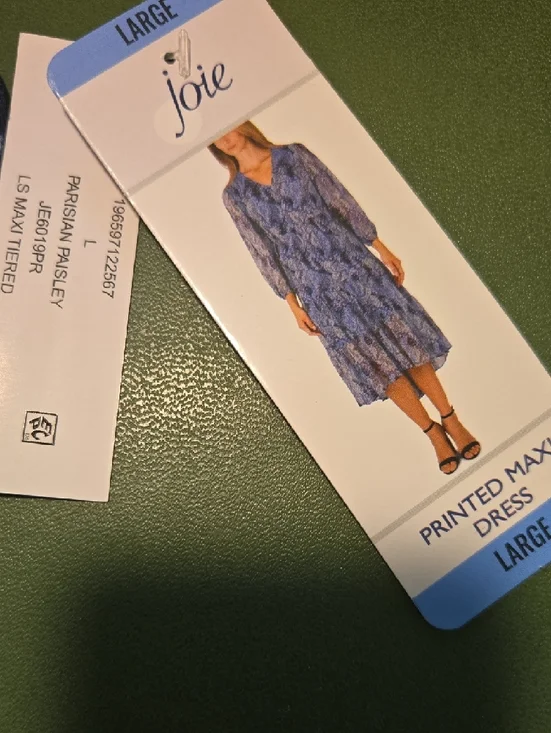 LARGE
joie
PRINTED MAXI
DRESS
LARGE
196597122567
L
PARISIAN PAISLEY
JE6019PR
LS MAXI TIERED